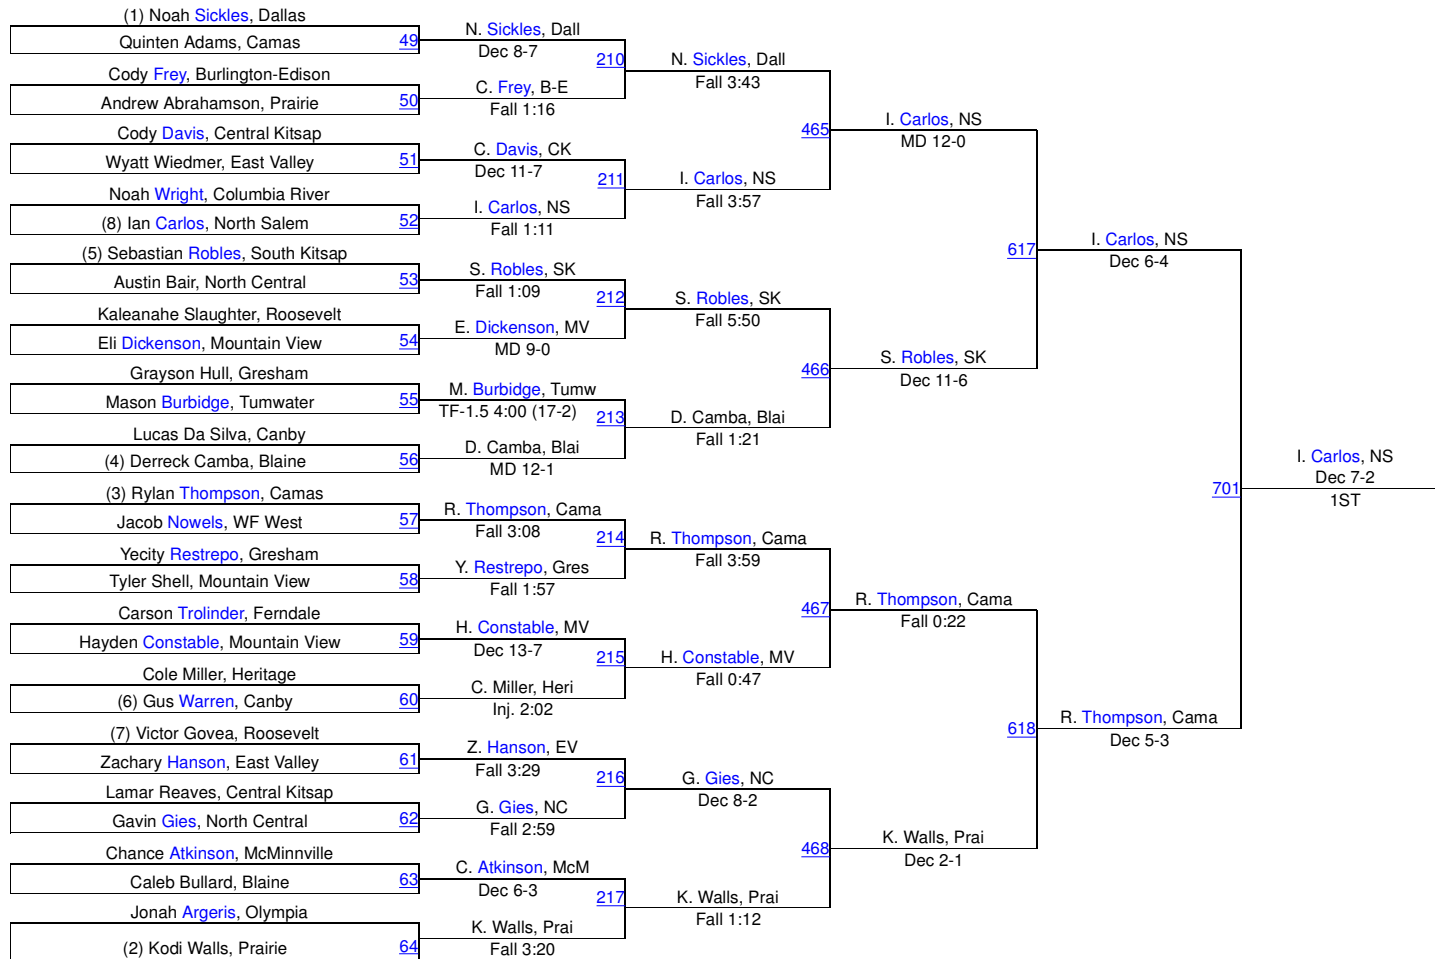 (1) Noah Sickles, Dallas
Quinten Adams, Camas
49
Cody Frey, Burlington-Edison
Andrew Abrahamson, Prairie
50
Cody Davis, Central Kitsap
Wyatt Wiedmer, East Valley
51
Noah Wright, Columbia River
(8) Ian Carlos, North Salem
52
(5) Sebastian Robles, South Kitsap
Austin Bair, North Central
53
Kaleanahe Slaughter, Roosevelt
Eli Dickenson, Mountain View
54
Grayson Hull, Gresham
Mason Burbidge, Tumwater
55
Lucas Da Silva, Canby
(4) Derreck Camba, Blaine
56
(3) Rylan Thompson, Camas
Jacob Nowels, WF West
57
Yecity Restrepo, Gresham
Tyler Shell, Mountain View
58
Carson Trolinder, Ferndale
Hayden Constable, Mountain View
59
Cole Miller, Heritage
(6) Gus Warren, Canby
60
(7) Victor Govea, Roosevelt
Zachary Hanson, East Valley
61
Lamar Reaves, Central Kitsap
Gavin Gies, North Central
62
Chance Atkinson, McMinnville
Caleb Bullard, Blaine
63
Jonah Argeris, Olympia
(2) Kodi Walls, Prairie
64
N. Sickles, Dall
Dec 8-7
210
C. Frey, B-E
Fall 1:16
C. Davis, CK
Dec 11-7
211
I. Carlos, NS
Fall 1:11
S. Robles, SK
Fall 1:09
212
E. Dickenson, MV
MD 9-0
M. Burbidge, Tumw
TF-1.5 4:00 (17-2)
213
D. Camba, Blai
MD 12-1
R. Thompson, Cama
Fall 3:08
214
Y. Restrepo, Gres
Fall 1:57
H. Constable, MV
Dec 13-7
215
C. Miller, Heri
Inj. 2:02
Z. Hanson, EV
Fall 3:29
216
G. Gies, NC
Fall 2:59
C. Atkinson, McM
Dec 6-3
217
K. Walls, Prai
Fall 3:20
N. Sickles, Dall
Fall 3:43
465
I. Carlos, NS
Fall 3:57
S. Robles, SK
Fall 5:50
466
D. Camba, Blai
Fall 1:21
R. Thompson, Cama
Fall 3:59
467
H. Constable, MV
Fall 0:47
G. Gies, NC
Dec 8-2
468
K. Walls, Prai
Fall 1:12
I. Carlos, NS
MD 12-0
617
S. Robles, SK
Dec 11-6
R. Thompson, Cama
Fall 0:22
618
K. Walls, Prai
Dec 2-1
I. Carlos, NS
Dec 6-4
701
R. Thompson, Cama
Dec 5-3
I. Carlos, NS
Dec 7-2
1ST